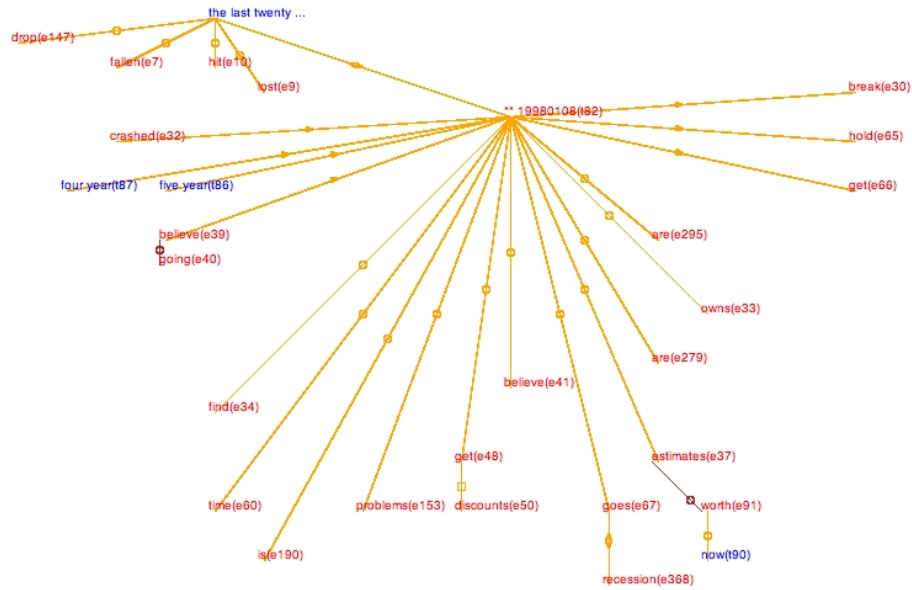 the last twenty ...
drop(e147)
fallen(e7)
hit(e10)
lost(e9)
** 19980108(t82)
break(e30)
crashed(e32)
hold(e65)
four year(t87)
five year(t86)
get(e66)
believe(e39)
are(e295)
going(e40)
owns(e33)
are(e279)
believe(e41)
find(e34)
get(e48)
estimates(e37)
time(e60)
problems(e153)
discounts(e50)
goes(e67)
worth(e91)
is(e190)
now(t90)
recession(e368)